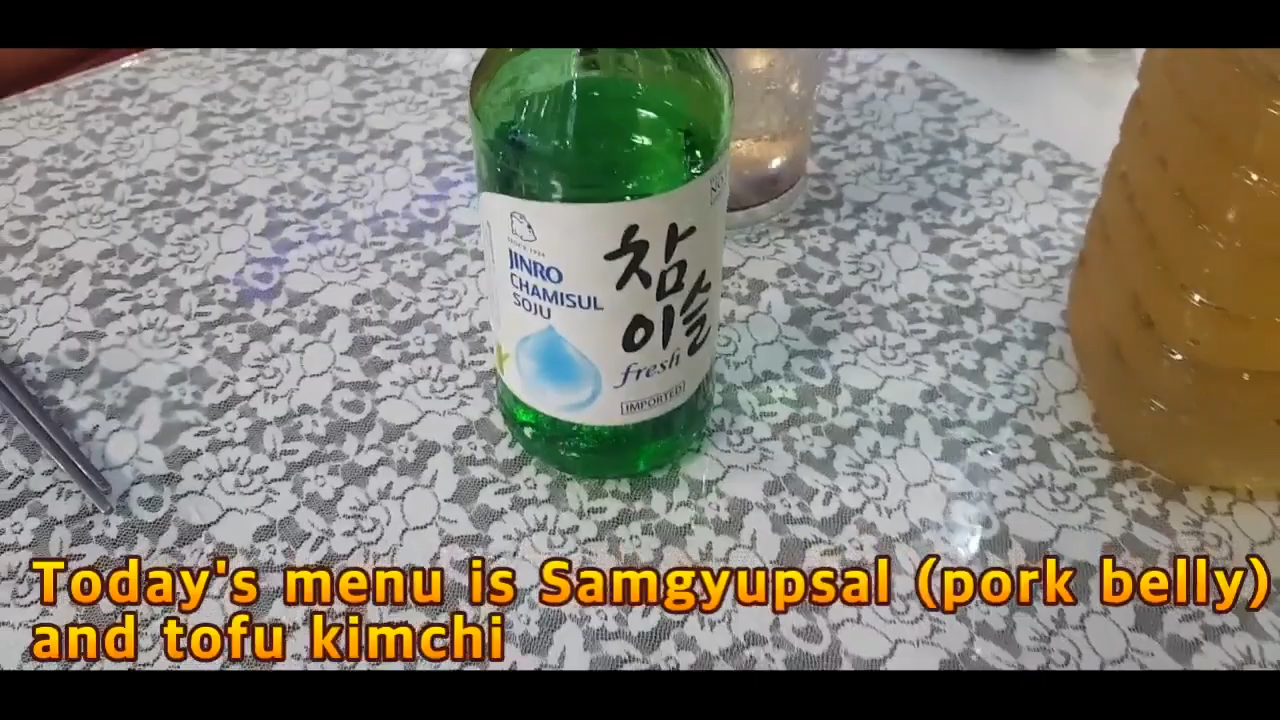 JINRO
CHAMISUL
SOJU
참
이슬
fresh
IMPORTED
Today's menu is Samgyupsal (pork belly)
and tofu kimchi